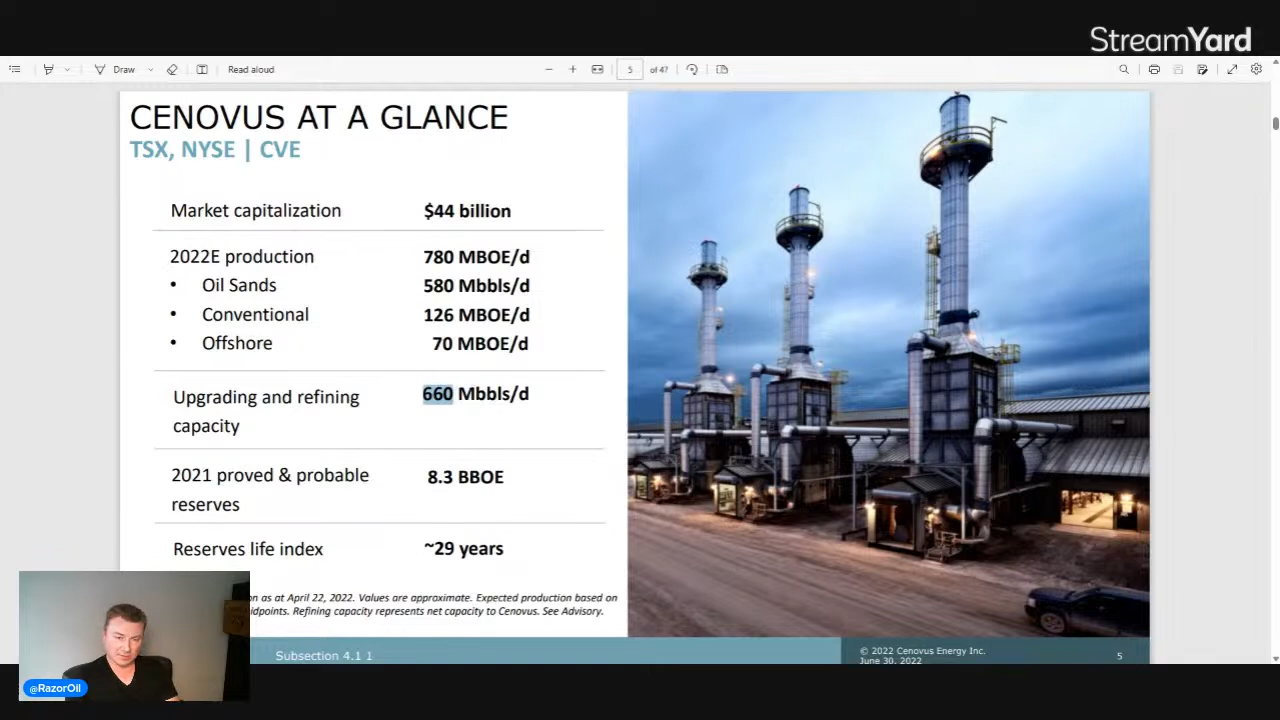 StreamYard
Draw
Read aloud
5 of 47
CENOVUS AT A GLANCE
TSX, NYSE | CVE
Market capitalization $44 billion
2022E production 780 MBOE/d
• Oil Sands 580 Mbbls/d
• Conventional 126 MBOE/d
• Offshore 70 MBOE/d
Upgrading and refining 660 Mbbls/d
capacity
2021 proved & probable 8.3 BBOE
reserves
Reserves life index ~29 years
as at April 22, 2022. Values are approximate. Expected production based on
Refining capacity represents net capacity to Cenovus. See Advisory.
Subsection 4.1 1
© 2022 Cenovus Energy Inc.
June 30, 2022
5
@RazorOil